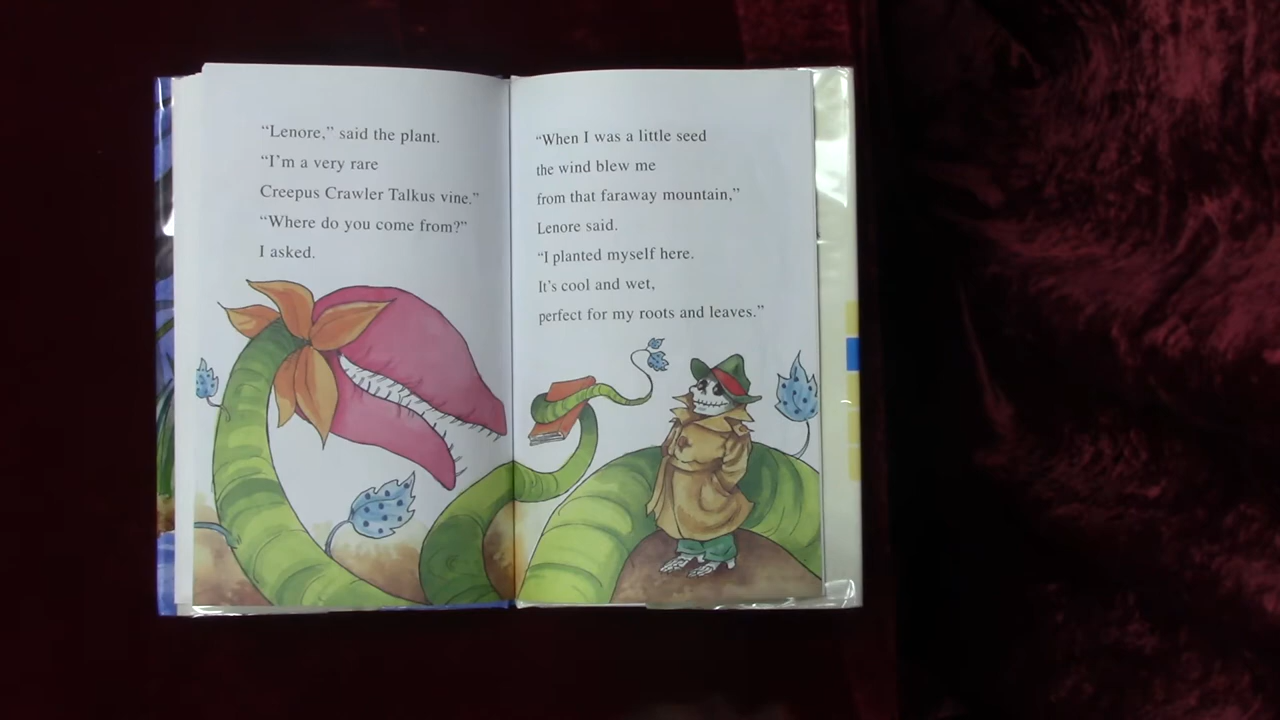 “Lenore,” said the plant.
“I’m a very rare
Creepus Crawler Talkus vine.”
“Where do you come from?”
I asked.
“When I was a little seed
the wind blew me
from that faraway mountain,”
Lenore said.
“I planted myself here.
It’s cool and wet,
perfect for my roots and leaves.”